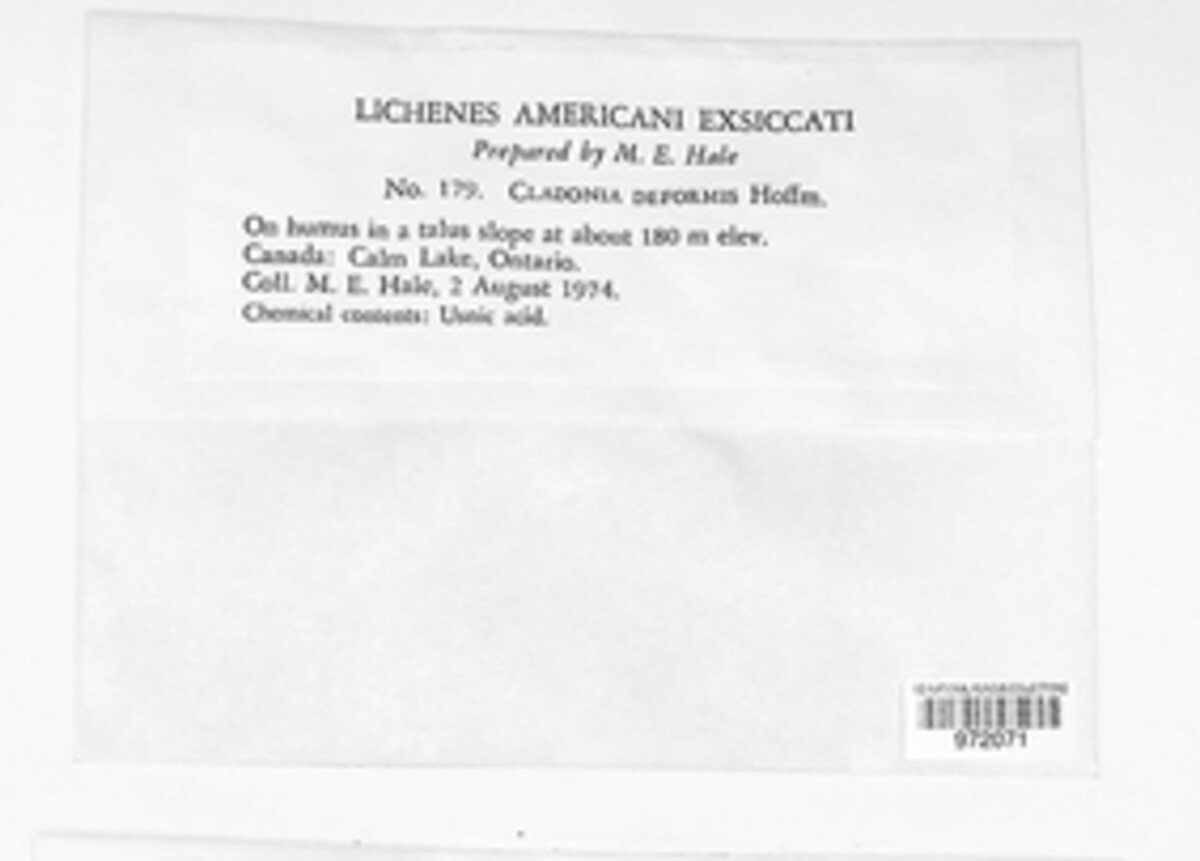 LICHENES AMERICANI EXSICCATI
Prepared by M. E. Hale
No. 179. CLADONIA DEFORMIS Hoffm.
On humus in a talus slope at about 180 m elev.
Canada: Calm Lake, Ontario.
Coll. M. E. Hale, 2 August 1974.
Chemical contents: Usnic acid.
972071